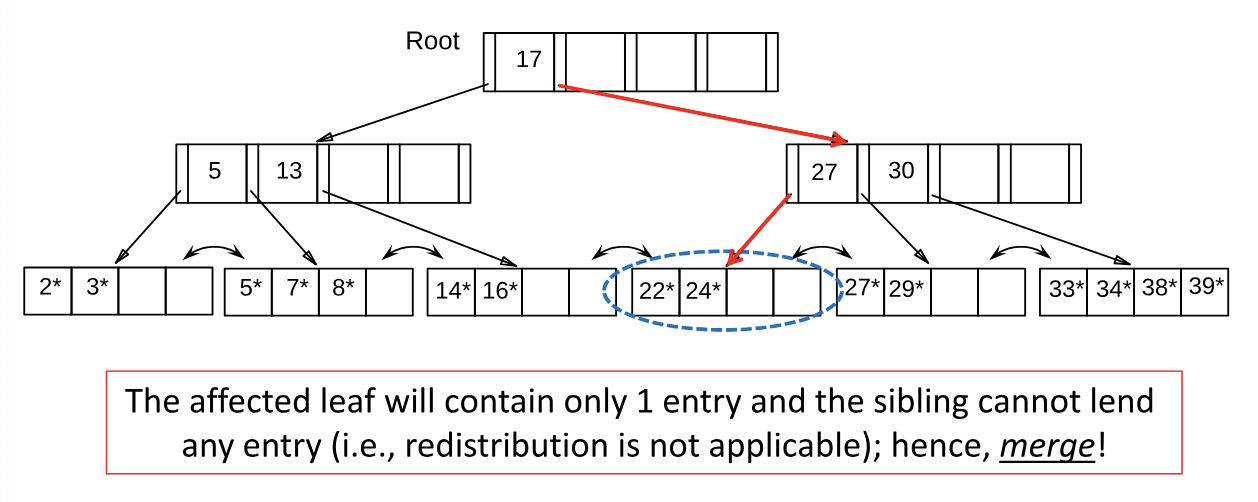 Root
17
5 13
27 30
2* 3*
5* 7* 8*
14* 16*
22* 24*
27* 29*
33* 34* 38* 39*
The affected leaf will contain only 1 entry and the sibling cannot lend
any entry (i.e., redistribution is not applicable); hence, merge!